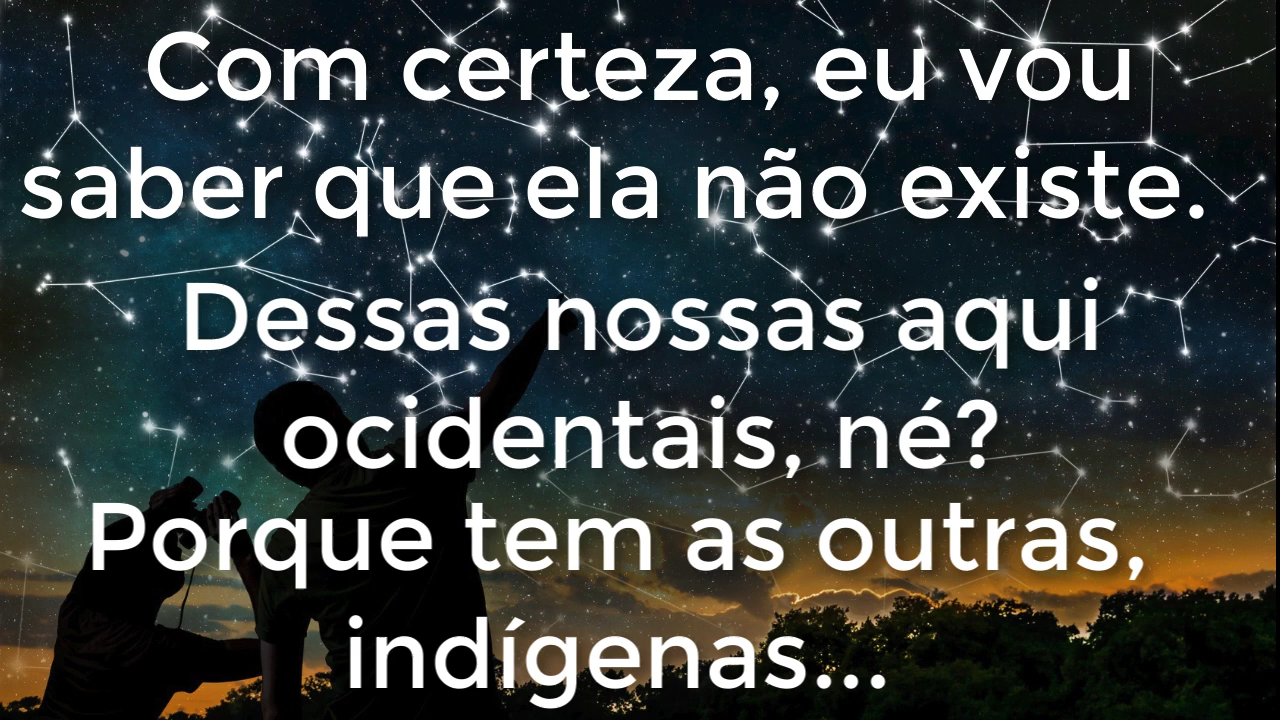 Com certeza, eu vou
saber que ela não existe.
Dessas nossas aqui
ocidentais, né?
Porque tem as outras,
indígenas...